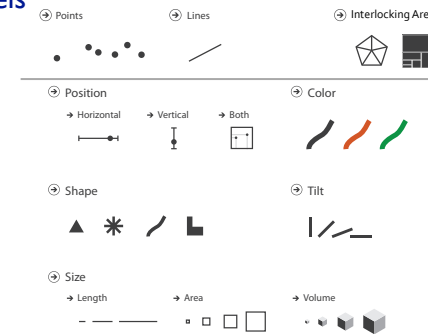 els
Points
Lines
Interlocking Are
Position
Color
Horizontal
Vertical
Both
Shape
Tilt
Size
Length
Area
Volume